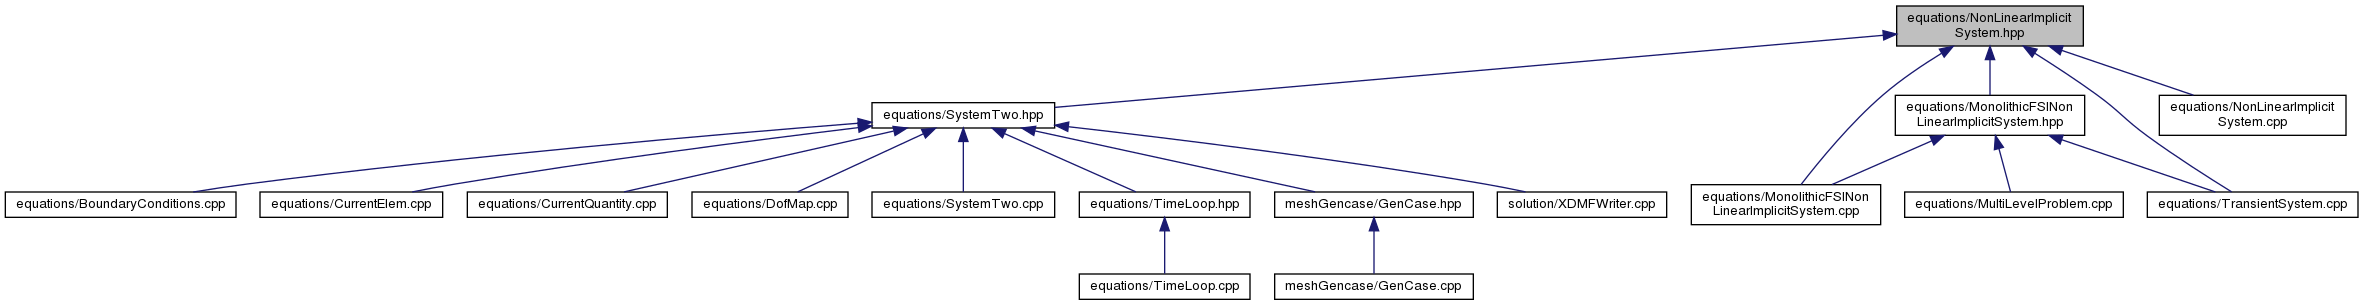 equations/NonLinearImplicit
System.hpp
equations/SystemTwo.hpp
equations/MonolithicFSINon
LinearImplicitSystem.hpp
equations/NonLinearImplicit
System.cpp
equations/BoundaryConditions.cpp
equations/CurrentElem.cpp
equations/CurrentQuantity.cpp
equations/DofMap.cpp
equations/SystemTwo.cpp
equations/TimeLoop.hpp
meshGencase/GenCase.hpp
solution/XDMFWriter.cpp
equations/MonolithicFSINon
LinearImplicitSystem.cpp
equations/MultiLevelProblem.cpp
equations/TransientSystem.cpp
equations/TimeLoop.cpp
meshGencase/GenCase.cpp